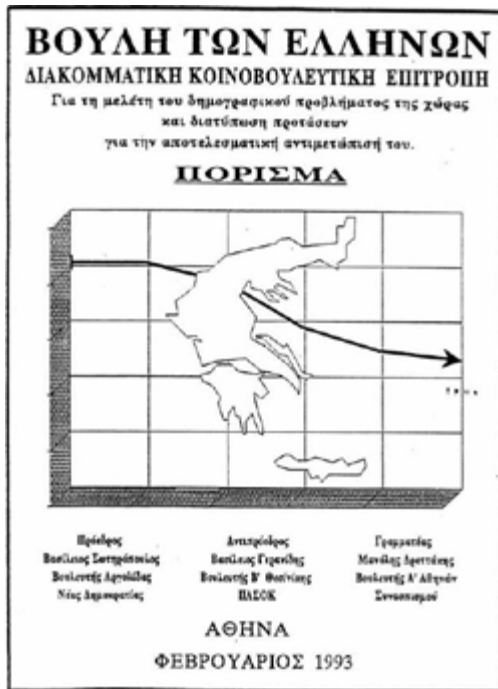 ΒΟΥΛΗ ΤΩΝ ΕΛΛΗΝΩΝ
ΔΙΑΚΟΜΜΑΤΙΚΗ ΚΟΙΝΟΒΟΥΛΕΥΤΙΚΗ ΕΠΙΤΡΟΠΗ
Για τη μελέτη του δημογραφικού προβλήματος της χώρας
και διατύπωση προτάσεων
για την αποτελεσματική αντιμετώπισή του.
ΠΟΡΙΣΜΑ
Πρόεδρος Αντιπρόεδρος Γραμματέας
Βασίλειος Σωτηρόπουλος Βασίλειος Γερανίδης Μανόλης Δρεττάκης
Βουλευτής Αργολίδας Βουλευτής Β' Θεσ/νίκης Βουλευτής Α' Αθηνών
Νέας Δημοκρατίας ΠΑΣΟΚ Συνασπισμού
ΑΘΗΝΑ
ΦΕΒΡΟΥΑΡΙΟΣ 1993